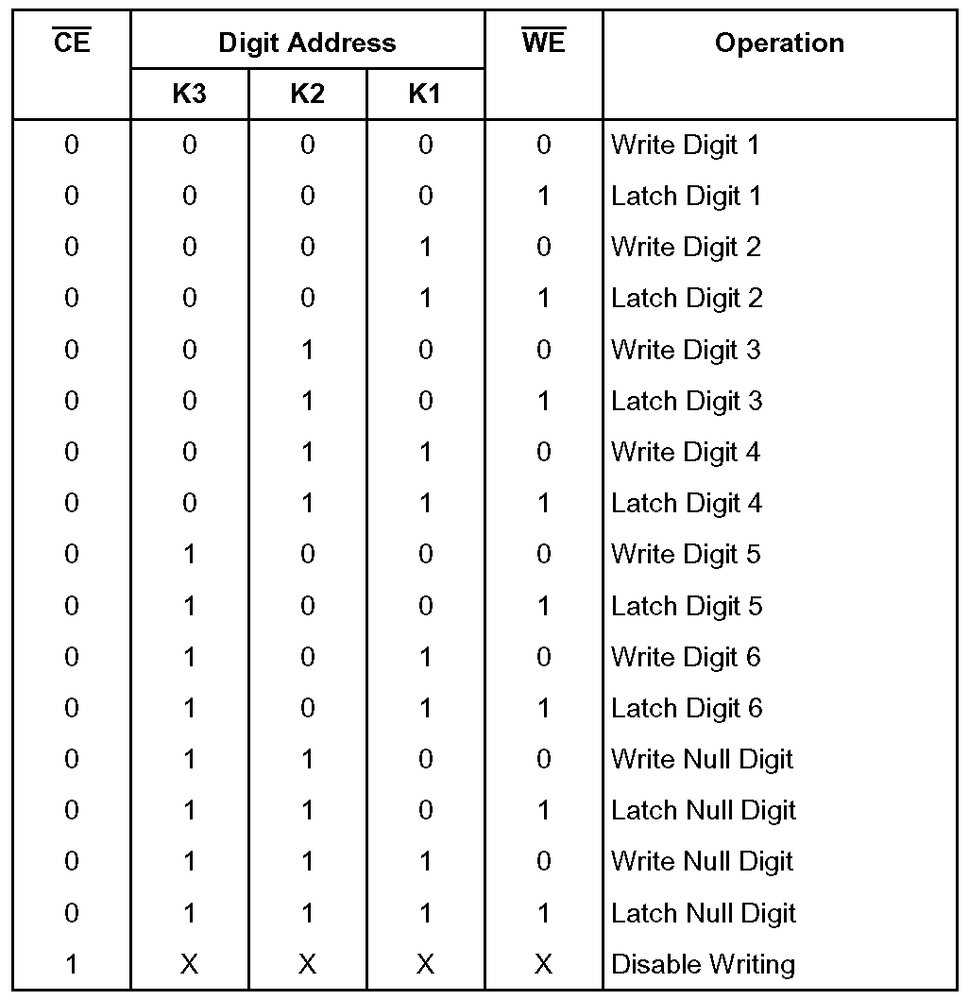 C̅E̅ Digit Address W̅E̅ Operation
K3 K2 K1
0 0 0 0 0 Write Digit 1
0 0 0 0 1 Latch Digit 1
0 0 0 1 0 Write Digit 2
0 0 0 1 1 Latch Digit 2
0 0 1 0 0 Write Digit 3
0 0 1 0 1 Latch Digit 3
0 0 1 1 0 Write Digit 4
0 0 1 1 1 Latch Digit 4
0 1 0 0 0 Write Digit 5
0 1 0 0 1 Latch Digit 5
0 1 0 1 0 Write Digit 6
0 1 0 1 1 Latch Digit 6
0 1 1 0 0 Write Null Digit
0 1 1 0 1 Latch Null Digit
0 1 1 1 0 Write Null Digit
0 1 1 1 1 Latch Null Digit
1 X X X X Disable Writing